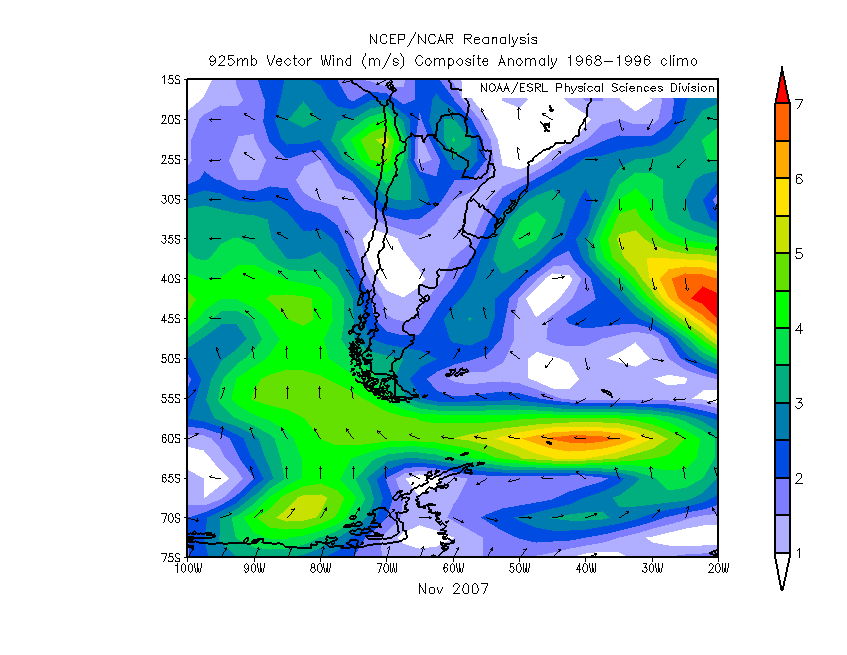 NCEP/NCAR Reanalysis
925mb Vector Wind (m/s) Composite Anomaly 1968-1996 climo
NOAA/ESRL Physical Sciences Division
15S
20S
25S
30S
35S
40S
45S
50S
55S
60S
65S
70S
75S
100W 90W 80W 70W 60W 50W 40W 30W 20W
Nov 2007
7
6
5
4
3
2
1